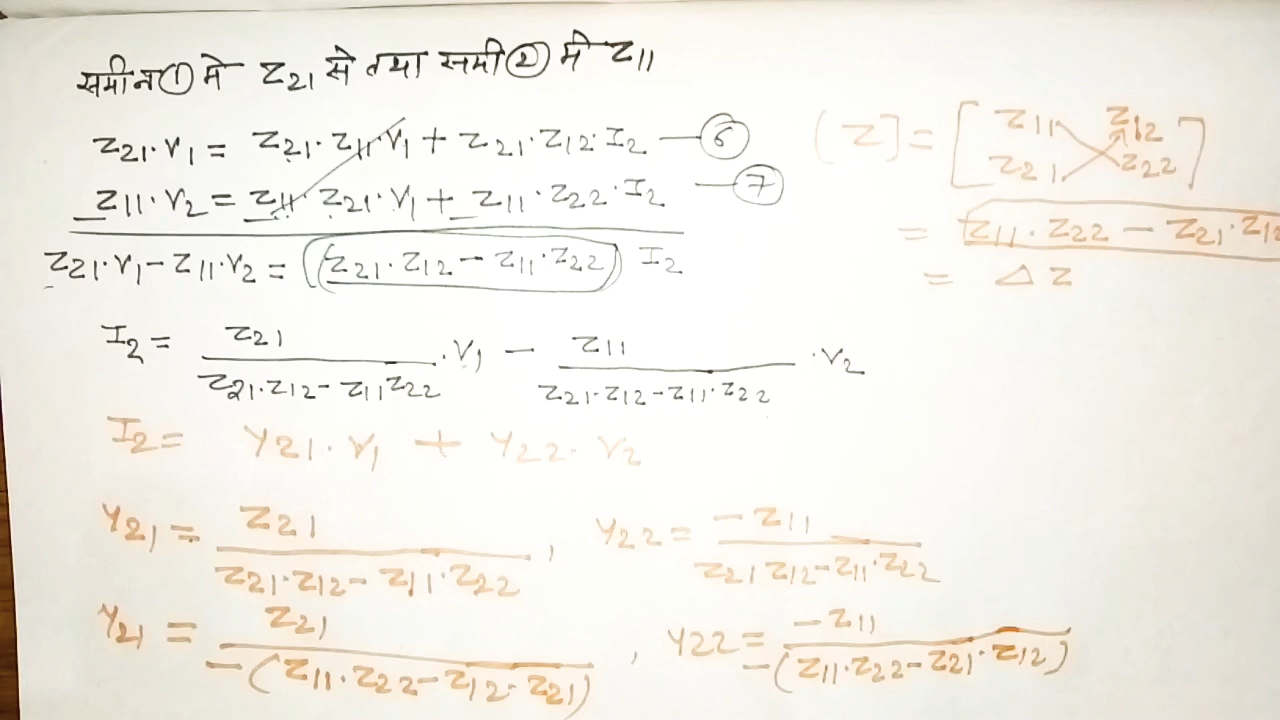 समीन ① मे Z21 से तथा समी ② मे Z11
Z21·V1 = Z21·Z11 V1 + Z21·Z12·I2 — ⑥
Z11·V2 = Z11 Z21·V1 + Z11·Z22·I2 — ⑦
Z21·V1 - Z11·V2 = (Z21·Z12 - Z11·Z22) I2
I2 = Z21 / Z21·Z12 - Z11 Z22 ·V1 - Z11 / Z21·Z12 - Z11·Z22 ·V2
I2 = Y21·V1 + Y22·V2
Y21 = Z21 / Z21·Z12 - Z11·Z22 , Y22 = -Z11 / Z21 Z12 - Z11·Z22
Y21 = Z21 / -(Z11·Z22 - Z12·Z21) , Y22 = -Z11 / -(Z11·Z22 - Z21·Z12)
[Z] = [Z11 Z12
Z21 Z22]
= Z11·Z22 - Z21·Z12
= ΔZ